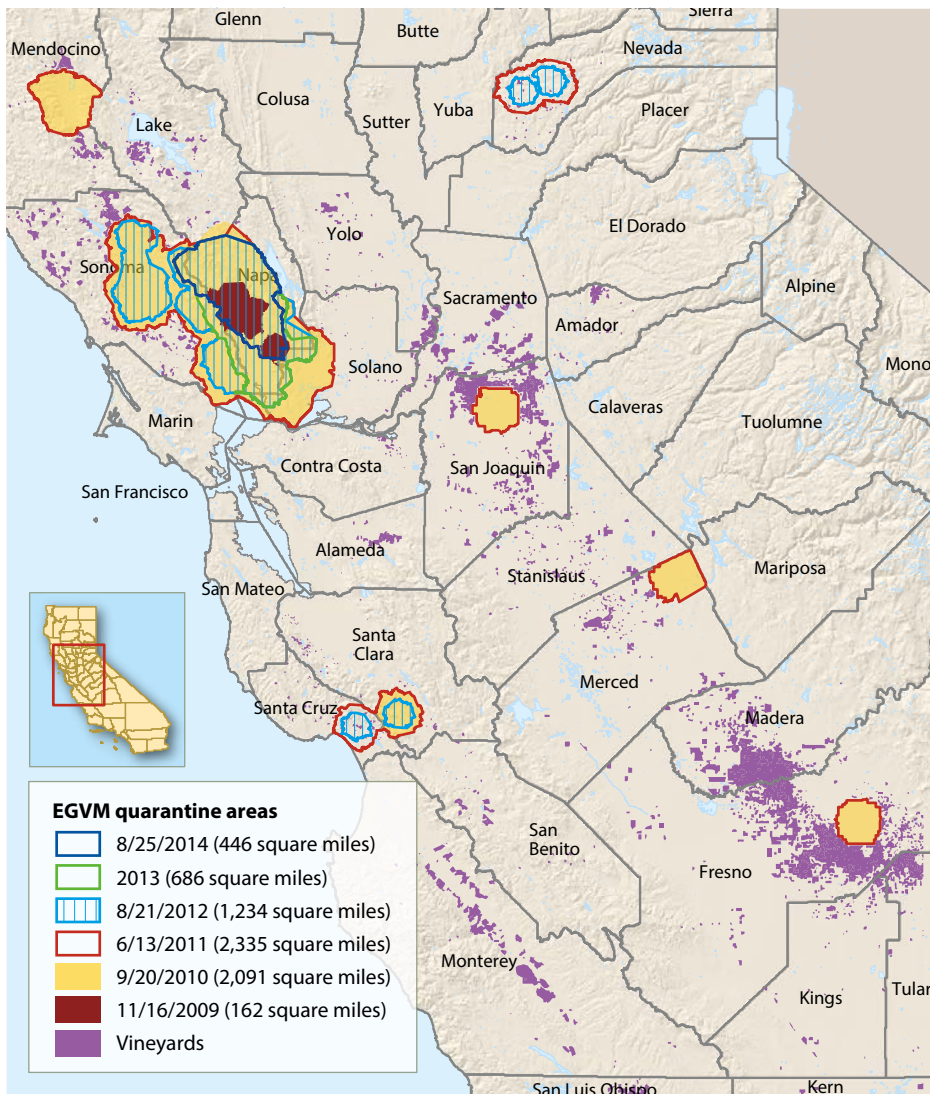 Glenn
Sierra
Butte
Mendocino
Nevada
Colusa
Placer
Yuba
Sutter
Lake
El Dorado
Yolo
Sonoma
Napa
Alpine
Sacramento
Amador
Solano
Mono
Calaveras
Marin
Tuolumne
Contra Costa
San Joaquin
San Francisco
Alameda
Stanislaus
Mariposa
San Mateo
Santa
Clara
Merced
Santa Cruz
Madera
San
Benito
Fresno
Monterey
Kings
Tular
San Luis Obispo
Kern
EGVM quarantine areas
8/25/2014 (446 square miles)
2013 (686 square miles)
8/21/2012 (1,234 square miles)
6/13/2011 (2,335 square miles)
9/20/2010 (2,091 square miles)
11/16/2009 (162 square miles)
Vineyards